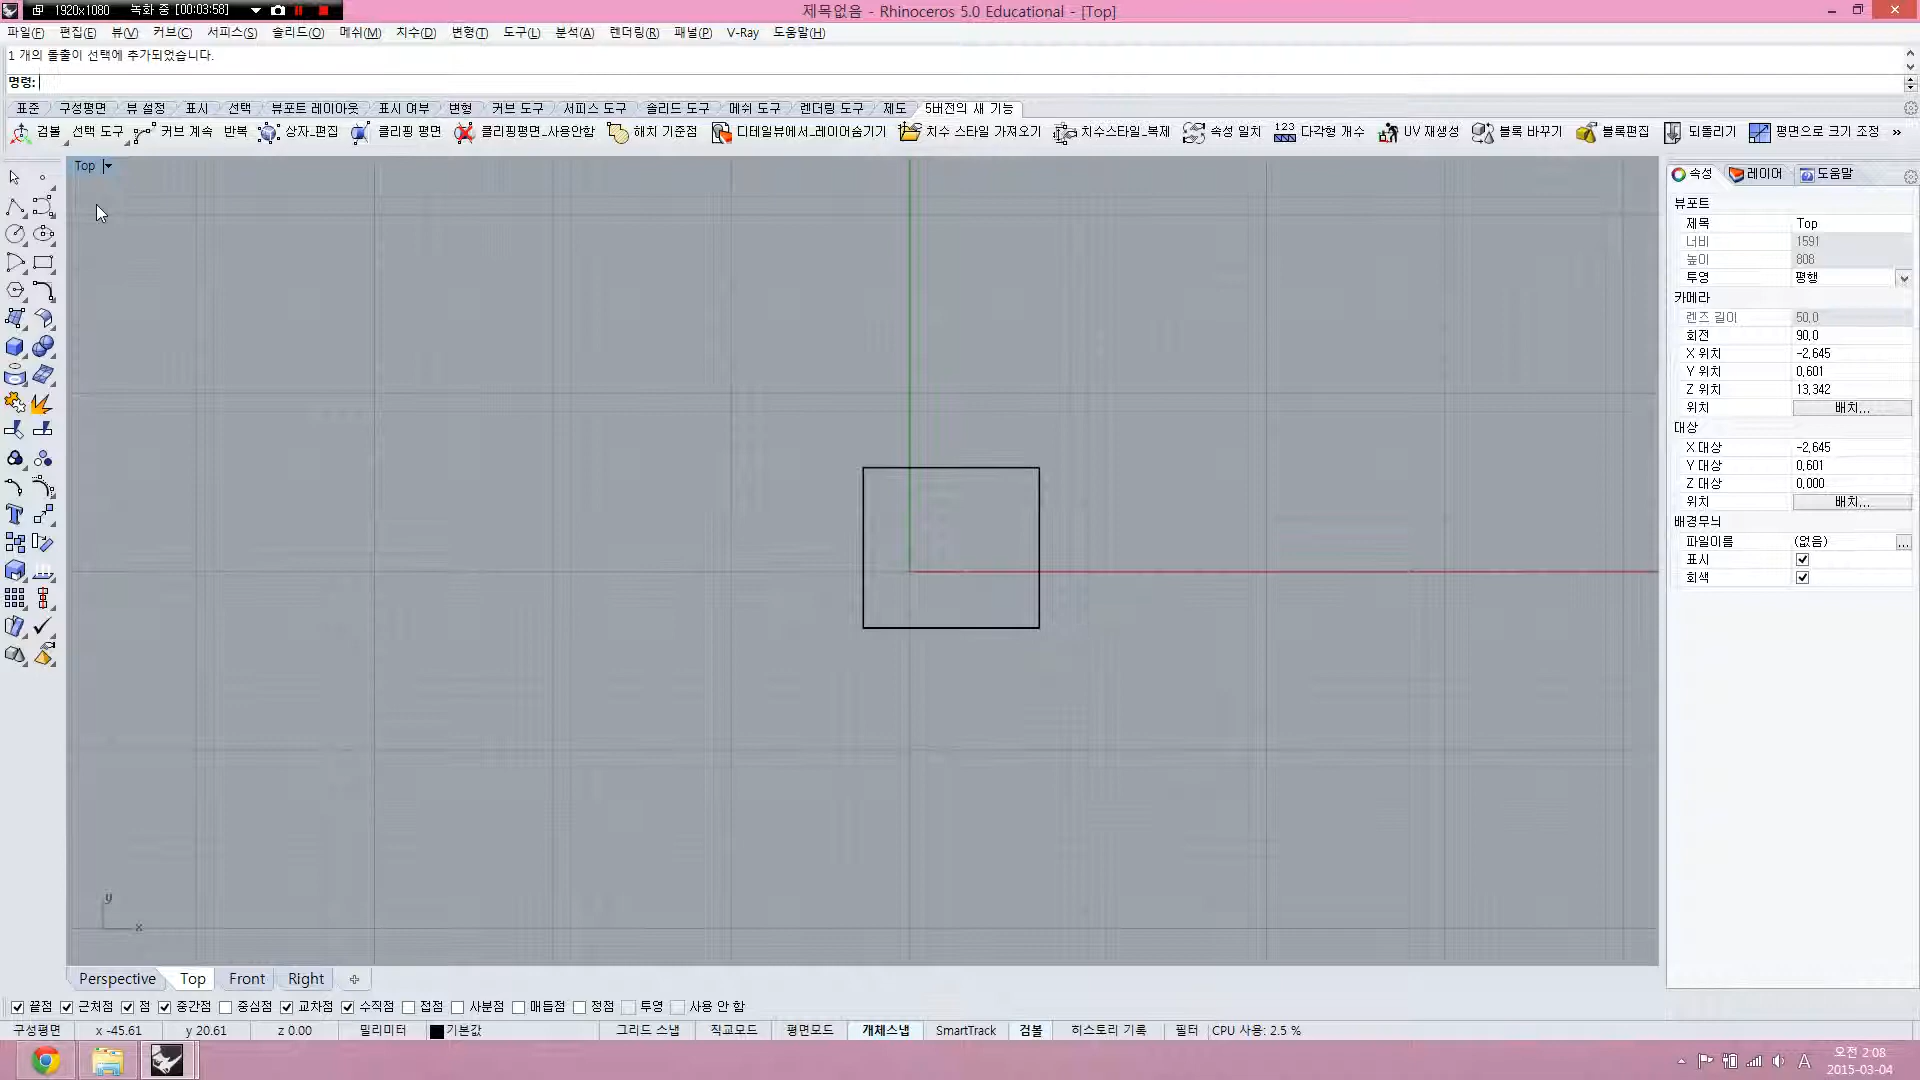 1920x1080 녹화 중 [00:03:58]
제목없음 - Rhinoceros 5.0 Educational - [Top]
파일(F) 편집(E) 뷰(V) 커브(C) 서피스(S) 솔리드(O) 메쉬(M) 치수(D) 변형(T) 도구(L) 분석(A) 렌더링(R) 패널(P) V-Ray 도움말(H)
1 개의 돌출이 선택에 추가되었습니다.
명령:
표준 구성평면 뷰 설정 표시 선택 뷰포트 레이아웃 표시 여부 변형 커브 도구 서피스 도구 솔리드 도구 메쉬 도구 렌더링 도구 제도 5버전의 새 기능
검볼 선택 도구 커브 계속 반복 상자_편집 클리핑 평면 클리핑평면_사용안함 해치 기준점 디테일뷰에서_레이어숨기기 치수 스타일 가져오기 치수스타일_복제 속성 일치 123 다각형 개수 UV 재생성 블록 바꾸기 블록편집 되돌리기 평면으로 크기 조정 »
Top
속성 레이어 도움말
뷰포트
제목 Top
너비 1591
높이 808
투영 평행
카메라
렌즈 길이 50.0
회전 90.0
X 위치 -2.645
Y 위치 0.601
Z 위치 13.342
위치 배치...
대상
X 대상 -2.645
Y 대상 0.601
Z 대상 0.000
위치 배치...
배경무늬
파일이름 (없음) ...
표시
회색
y
x
Perspective Top Front Right
끝점 근처점 점 중간점 중심점 교차점 수직점 접점 사분점 매듭점 정점 투영 사용 안 함
구성평면 x -45.61 y 20.61 z 0.00 밀리미터 기본값 그리드 스냅 직교모드 평면모드 개체스냅 SmartTrack 검볼 히스토리 기록 필터 CPU 사용: 2.5 %
A
오전 2:08
2015-03-04